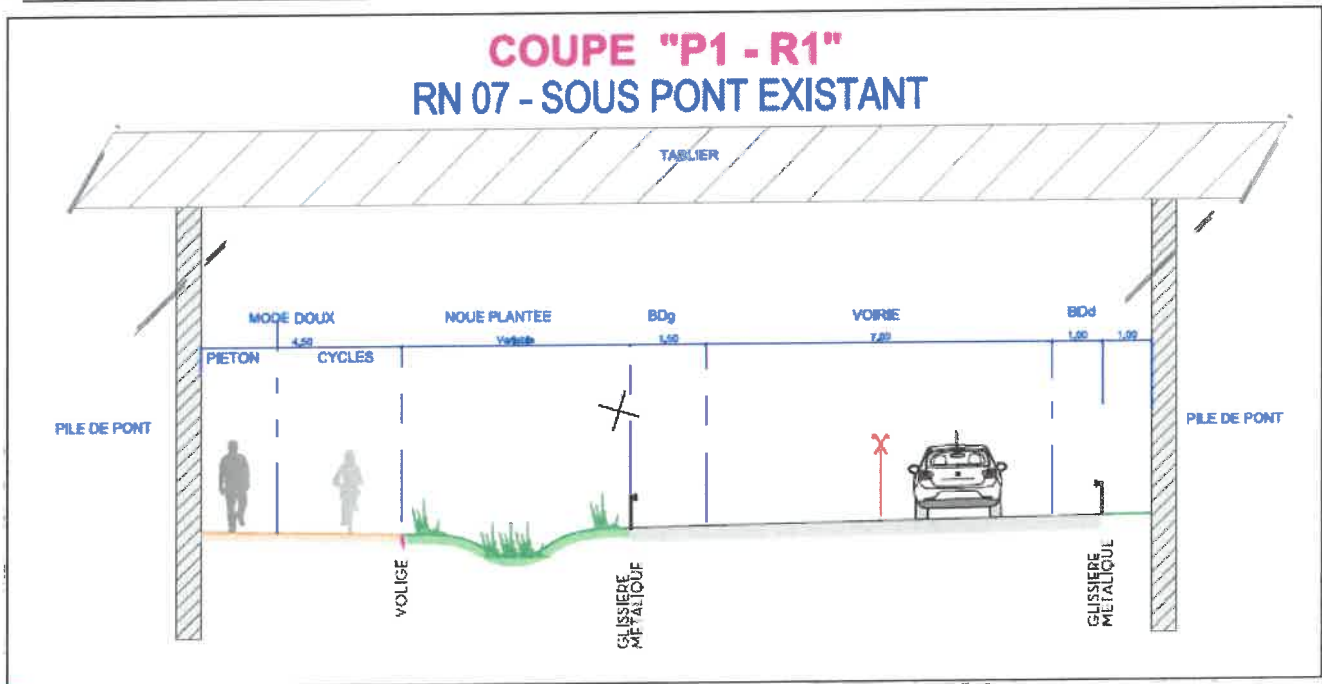 COUPE "P1 - R1"
RN 07 - SOUS PONT EXISTANT
TABLIER
MODE DOUX
NOUE PLANTEE
BDg
VOIRIE
BDd
4,50
Variable
1,50
7,00
1,00
1,00
PIETON
CYCLES
PILE DE PONT
PILE DE PONT
VOLIGE
GLISSIERE
METALIQUE
GLISSIERE
METALIQUE